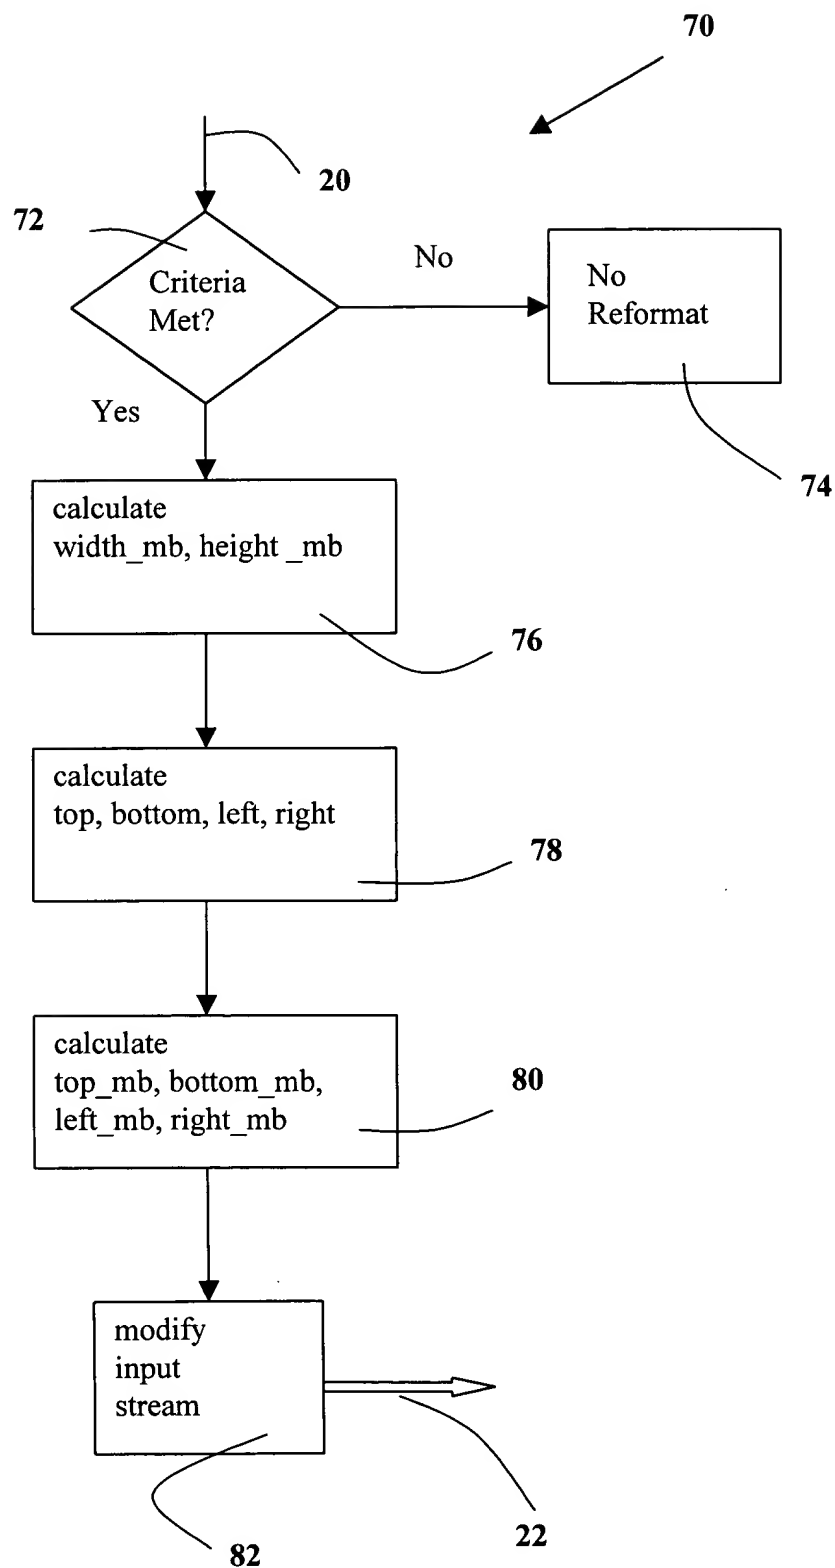 70
20
72
Criteria
Met?
No
No
Reformat
Yes
74
calculate
width_mb, height _mb
76
calculate
top, bottom, left, right
78
calculate
top_mb, bottom_mb,
left_mb, right_mb
80
modify
input
stream
22
82